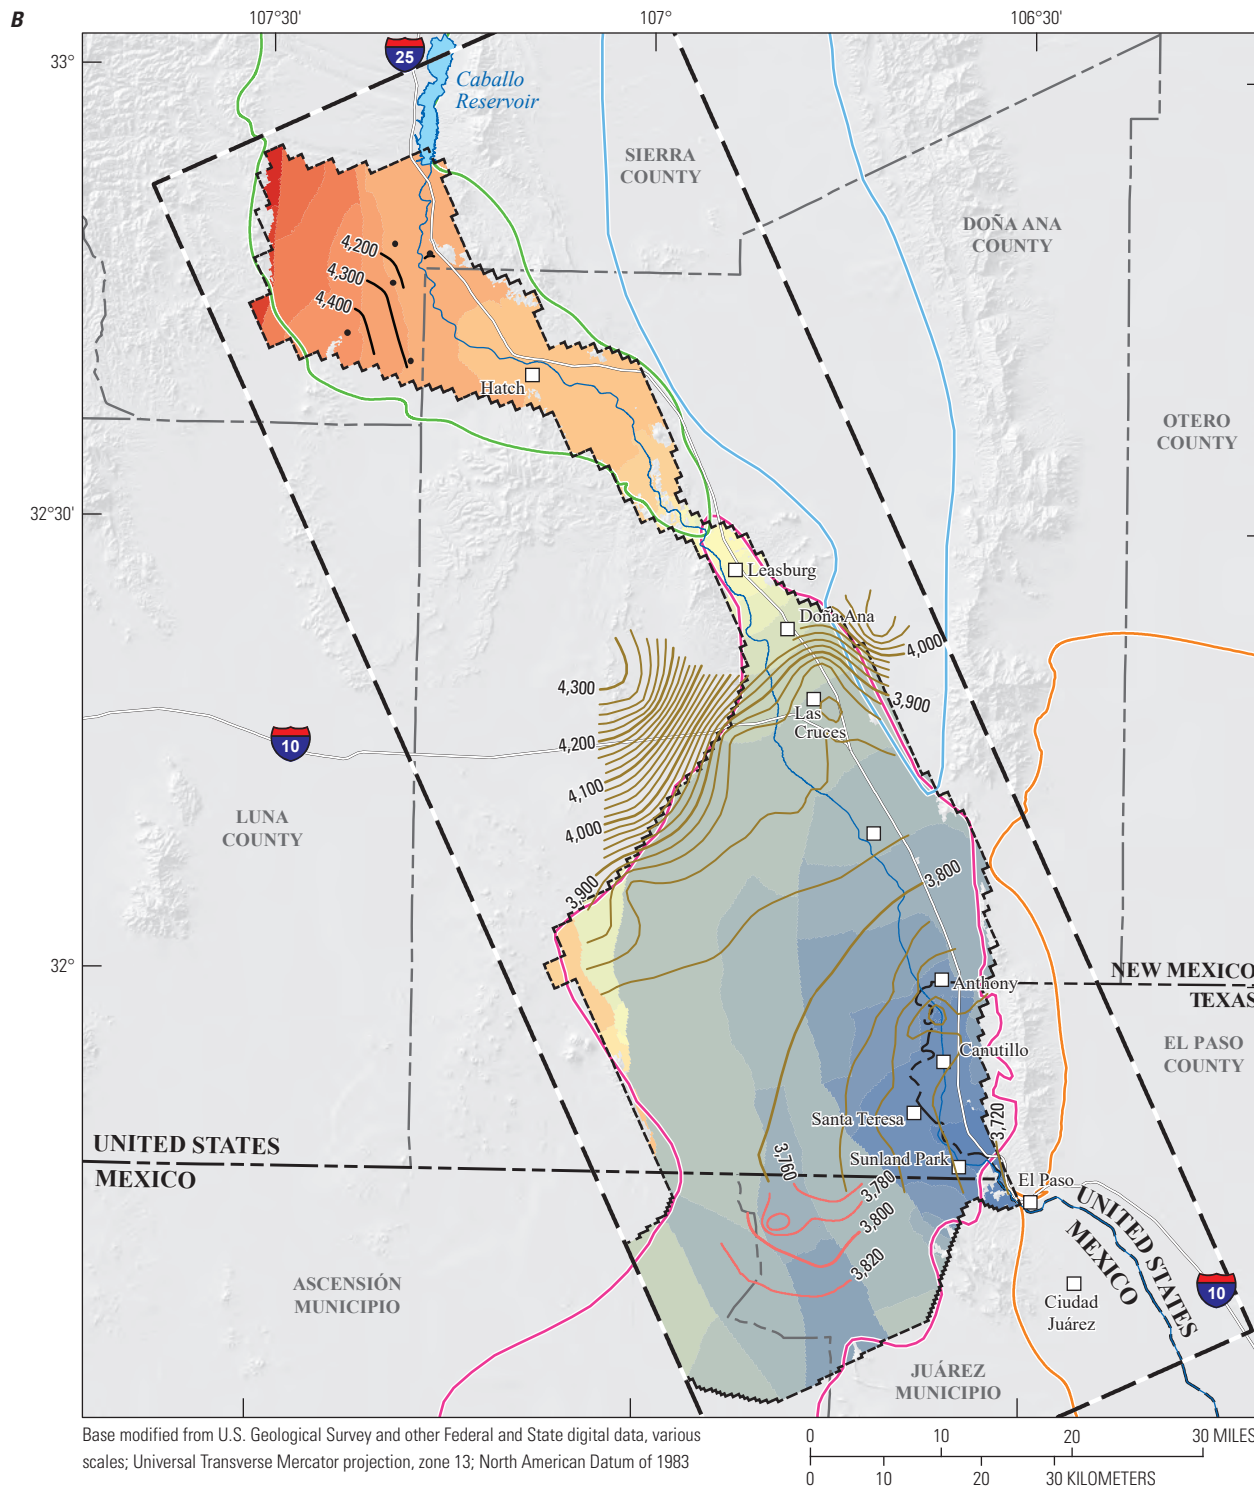 B
107°30'
107°
106°30'
33°
25
Caballo
Reservoir
SIERRA
COUNTY
DOÑA ANA
COUNTY
4,200
4,300
4,400
Hatch
OTERO
COUNTY
32°30'
Leasburg
Doña Ana
4,000
4,300
3,900
Las
Cruces
10
4,200
4,100
4,000
LUNA
COUNTY
3,900
3,800
32°
NEW MEXICO
TEXAS
Anthony
Canutillo
EL PASO
COUNTY
Santa Teresa
3,720
UNITED STATES
MEXICO
3,760
Sunland Park
El Paso
3,780
3,800
3,820
UNITED STATES
MEXICO
ASCENSIÓN
MUNICIPIO
Ciudad
Juárez
10
JUÁREZ
MUNICIPIO
Base modified from U.S. Geological Survey and other Federal and State digital data, various
scales; Universal Transverse Mercator projection, zone 13; North American Datum of 1983
0 10 20 30 MILES
0 10 20 30 KILOMETERS